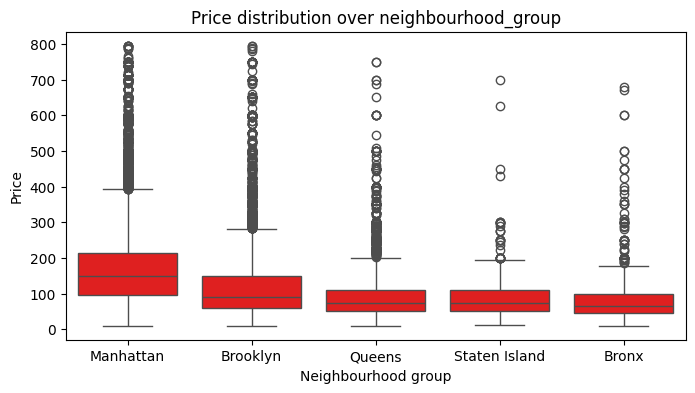 Price distribution over neighbourhood_group
800
700
600
500
400
300
200
100
0
Price
Manhattan Brooklyn Queens Staten Island Bronx
Neighbourhood group